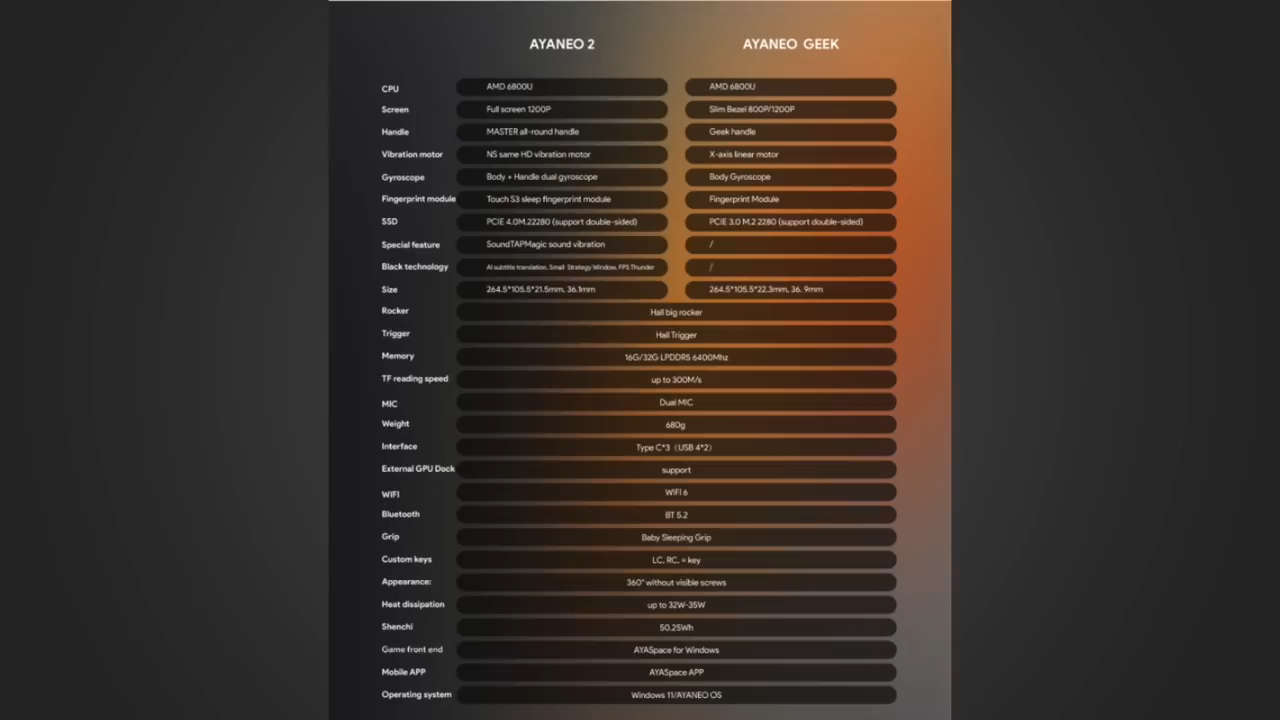 AYANEO 2 AYANEO GEEK
CPU AMD 6800U AMD 6800U
Screen Full screen 1200P Slim Bezel 800P/1200P
Handle MASTER all-round handle Geek handle
Vibration motor NS same HD vibration motor X-axis linear motor
Gyroscope Body + Handle dual gyroscope Body Gyroscope
Fingerprint module Touch S3 sleep fingerprint module Fingerprint Module
SSD PCIE 4.0M.22280 (support double-sided) PCIE 3.0 M.2 2280 (support double-sided)
Special feature SoundTAPMagic sound vibration /
Black technology AI subtitle translation, Small Strategy Window, FPS Thunder /
Size 264.5*105.5*21.5mm, 36.1mm 264.5*105.5*22.3mm, 36. 9mm
Rocker Hall big rocker
Trigger Hall Trigger
Memory 16G/32G LPDDR5 6400Mhz
TF reading speed up to 300M/s
MIC Dual MIC
Weight 680g
Interface Type C*3 (USB 4*2)
External GPU Dock support
WIFI WIFI 6
Bluetooth BT 5.2
Grip Baby Sleeping Grip
Custom keys LC, RC, = key
Appearance: 360° without visible screws
Heat dissipation up to 32W-35W
Shenchi 50.25Wh
Game front end AYASpace for Windows
Mobile APP AYASpace APP
Operating system Windows 11/AYANEO OS